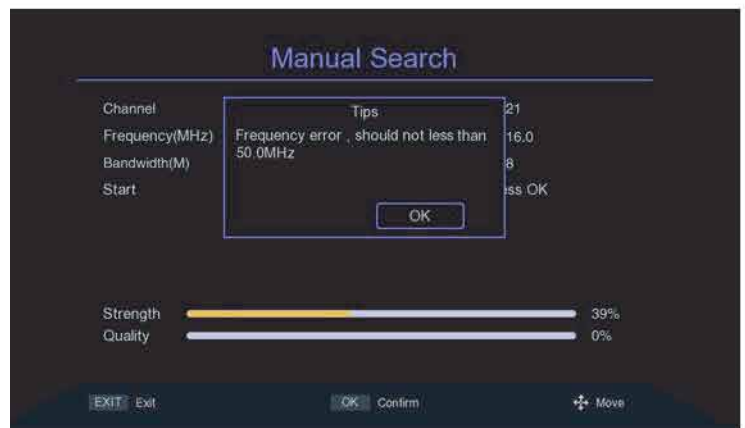 Manual Search
Channel 21
Tips
Frequency(MHz) 16.0
Frequency error , should not less than
50.0MHz
Bandwidth(M) 8
Start ess OK
OK
Strength 39%
Quality 0%
EXIT Exit OK Confirm Move